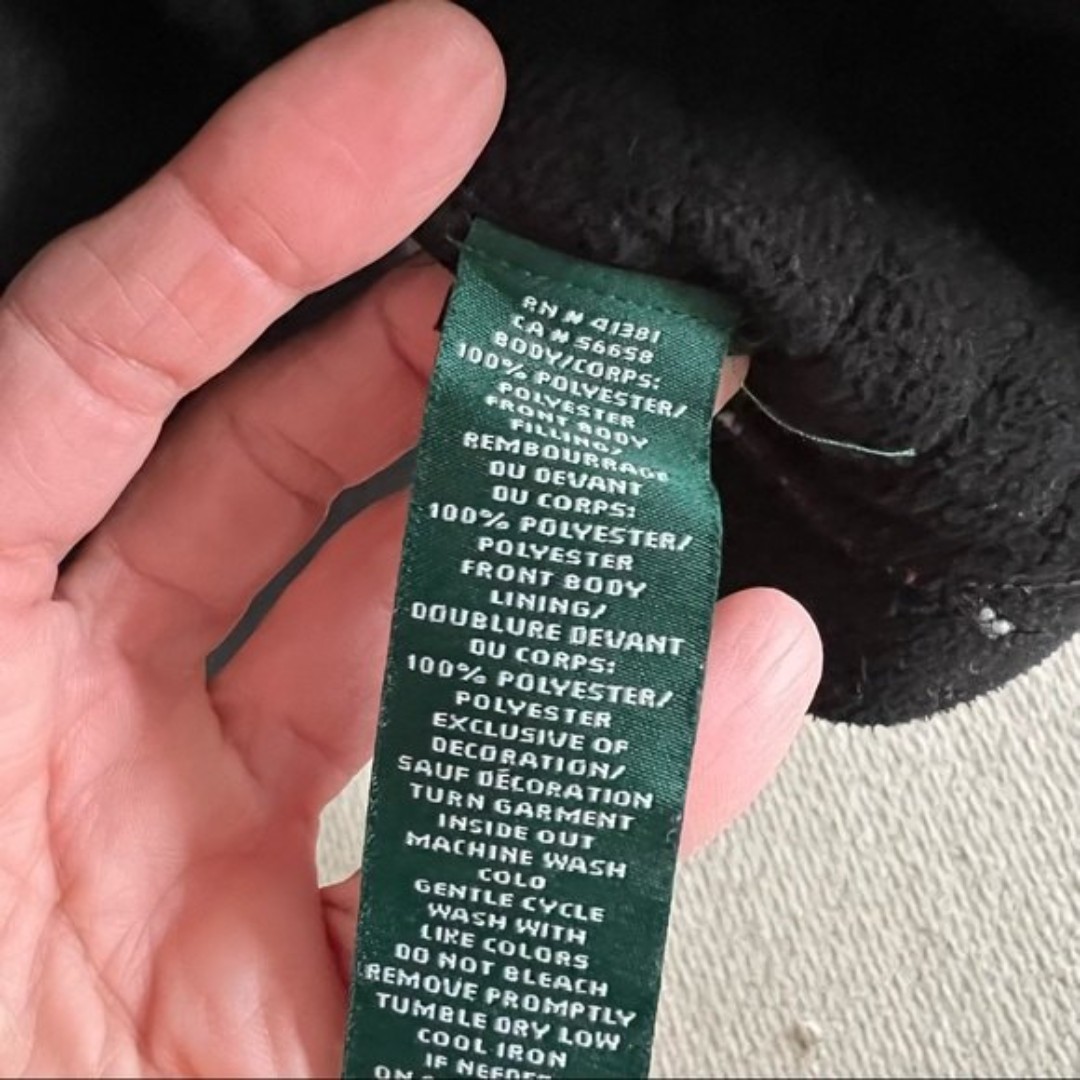 RN # 41381
CA # 56658
BODY/CORPS:
100% POLYESTER/
POLYESTER
FRONT BODY
FILLING/
REMBOURRAGE
DU DEVANT
DU CORPS:
100% POLYESTER/
POLYESTER
FRONT BODY
LINING/
DOUBLURE DEVANT
DU CORPS:
100% POLYESTER/
POLYESTER
EXCLUSIVE OF
DECORATION/
SAUF DÉCORATION
TURN GARMENT
INSIDE OUT
MACHINE WASH
COLD
GENTLE CYCLE
WASH WITH
LIKE COLORS
DO NOT BLEACH
REMOVE PROMPTLY
TUMBLE DRY LOW
COOL IRON
IF NEEDED